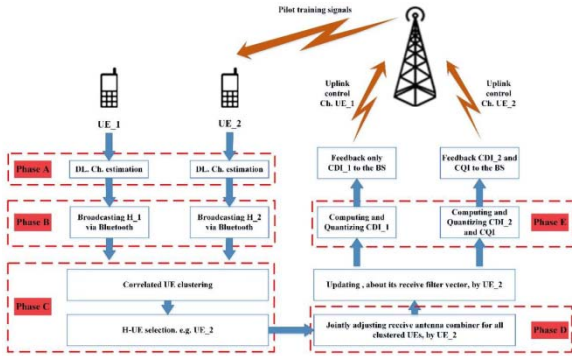 Pilot training signals
Uplink
control
Ch. UE_1
Uplink
control
Ch. UE_2
UE_1
UE_2
Phase A
DL. Ch. estimation
DL. Ch. estimation
Feedback only
CDI_1 to the BS
Feedback CDI_2 and
CQI to the BS
Phase B
Broadcasting H_1
via Bluetooth
Broadcasting H_2
via Bluetooth
Computing and
Quantizing CDI_1
Computing and
Quantizing CDI_2
and CQI
Phase E
Phase C
Correlated UE clustering
H-UE selection. e.g. UE_2
Updating , about its receive filter vector, by UE_2
Jointly adjusting receive antenna combiner for all
clustered UEs, by UE_2
Phase D